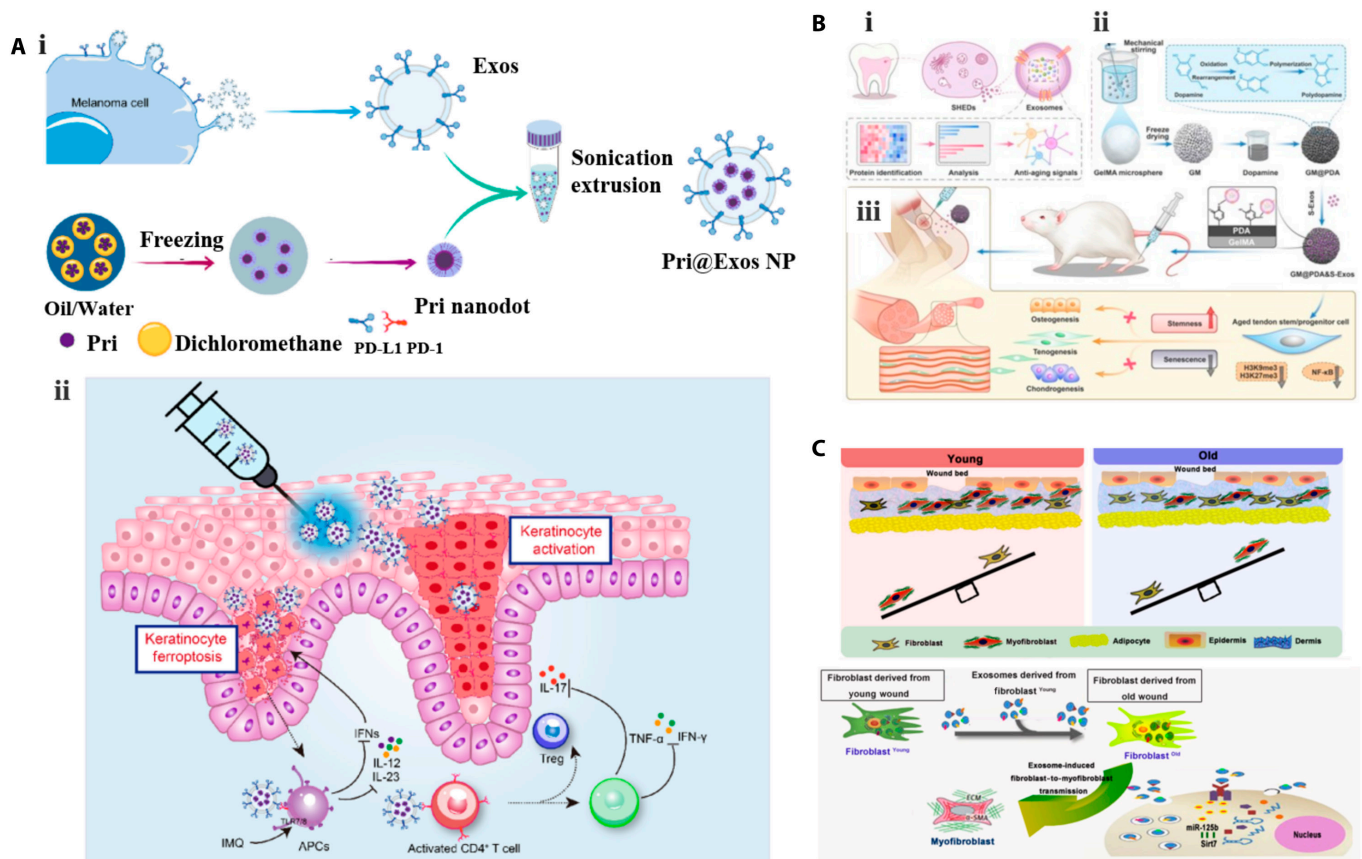 A
i
Melanoma cell
Exos
Sonication
extrusion
Pri@Exos NP
Freezing
Oil/Water
Pri nanodot
Pri
Dichloromethane
PD-L1 PD-1
ii
Keratinocyte
activation
Keratinocyte
ferroptosis
IL-17
IFNs
IL-12
IL-23
Treg
TNF-α
IFN-γ
TLR7/8
IMQ
APCs
Activated CD4⁺ T cell
B
i
SHEDs
Exosomes
Protein identification
Analysis
Anti-aging signals
ii
Mechanical
stirring
Oxidation
Rearrangement
Polymerization
Dopamine
Polydopamine
Freeze
drying
GelMA microsphere
GM
Dopamine
GM@PDA
S-Exos
PDA
GelMA
GM@PDA&S-Exos
iii
Osteogenesis
Tenogenesis
Chondrogenesis
Stemness
Senescence
Aged tendon stem/progenitor cell
H3K9me3
H3K27me3
NF-κB
C
Young
Old
Wound bed
Wound bed
Fibroblast
Myofibroblast
Adipocyte
Epidermis
Dermis
Fibroblast derived from
young wound
Exosomes derived from
fibroblast Young
Fibroblast derived from
old wound
Fibroblast Young
Fibroblast Old
Exosome-induced
fibroblast-to-myofibroblast
transmission
ECM
α-SMA
Myofibroblast
miR-125b
Sirt7
Nucleus